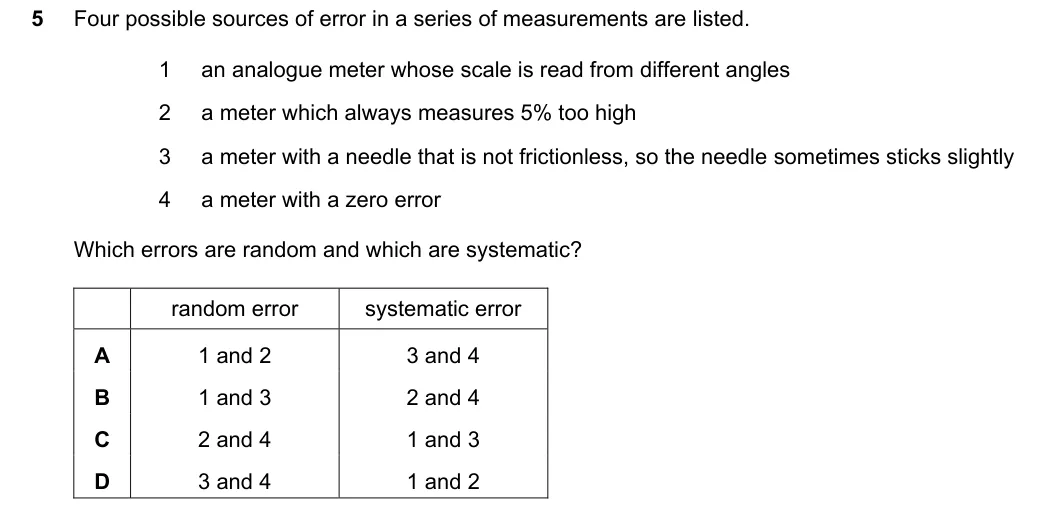 5 Four possible sources of error in a series of measurements are listed.
1 an analogue meter whose scale is read from different angles
2 a meter which always measures 5% too high
3 a meter with a needle that is not frictionless, so the needle sometimes sticks slightly
4 a meter with a zero error
Which errors are random and which are systematic?
random error systematic error
A 1 and 2 3 and 4
B 1 and 3 2 and 4
C 2 and 4 1 and 3
D 3 and 4 1 and 2